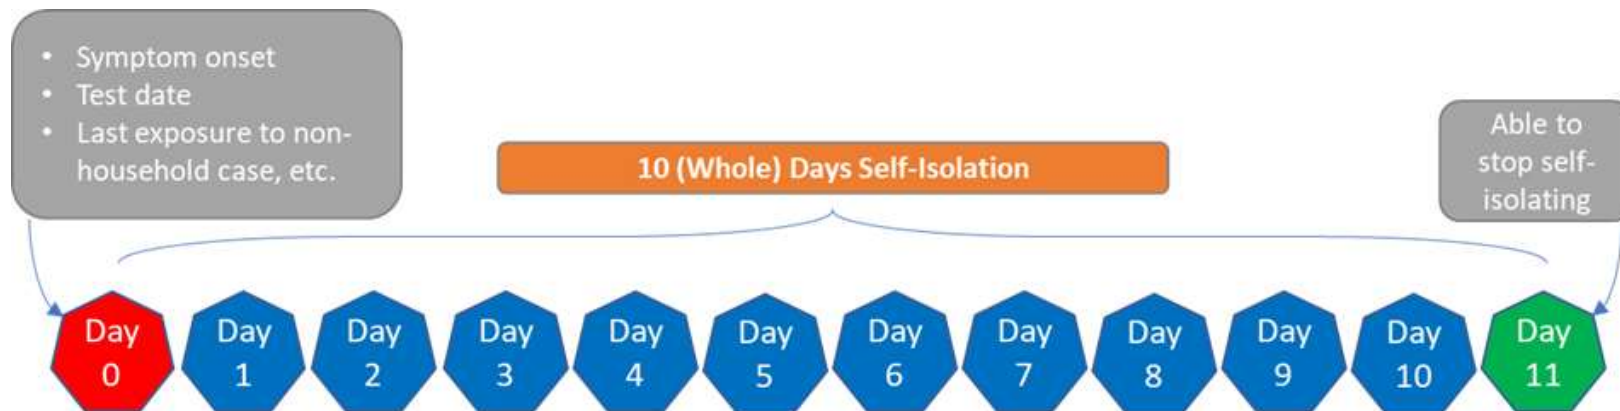 • Symptom onset
• Test date
• Last exposure to non-
household case, etc.
10 (Whole) Days Self-Isolation
Able to
stop self-
isolating
Day
0
Day
1
Day
2
Day
3
Day
4
Day
5
Day
6
Day
7
Day
8
Day
9
Day
10
Day
11